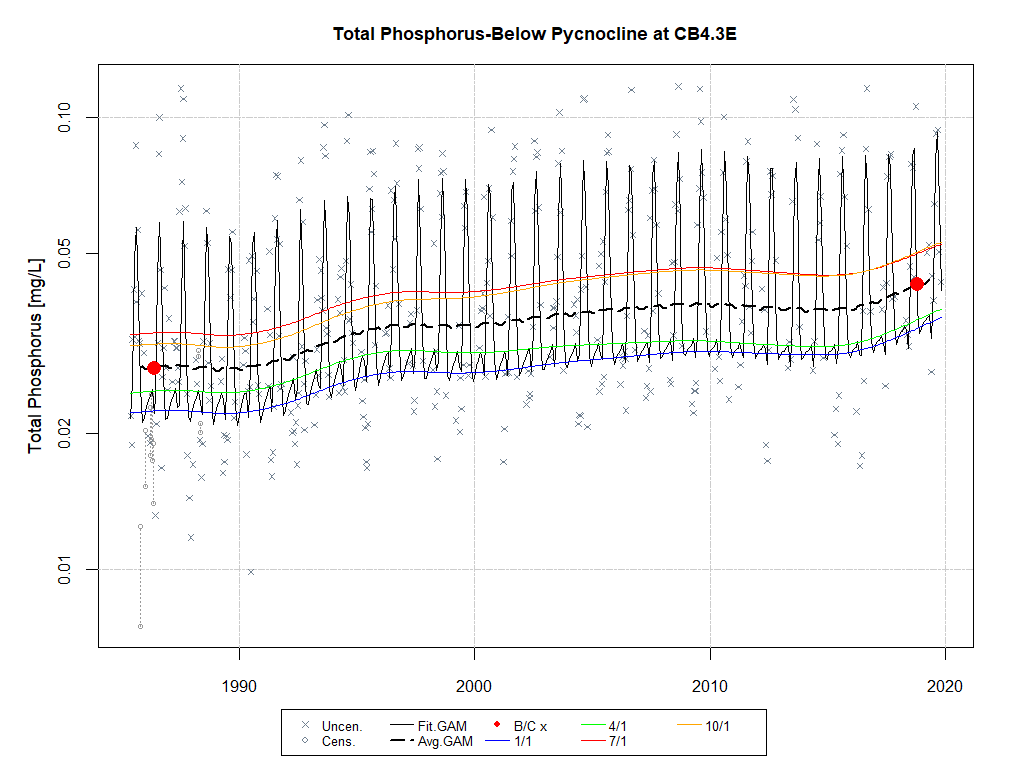 Total Phosphorus-Below Pycnocline at CB4.3E
Total Phosphorus [mg/L]
0.10
0.05
0.02
0.01
1990 2000 2010 2020
Uncen. Fit.GAM B/C x 4/1 10/1
Cens. Avg.GAM 1/1 7/1